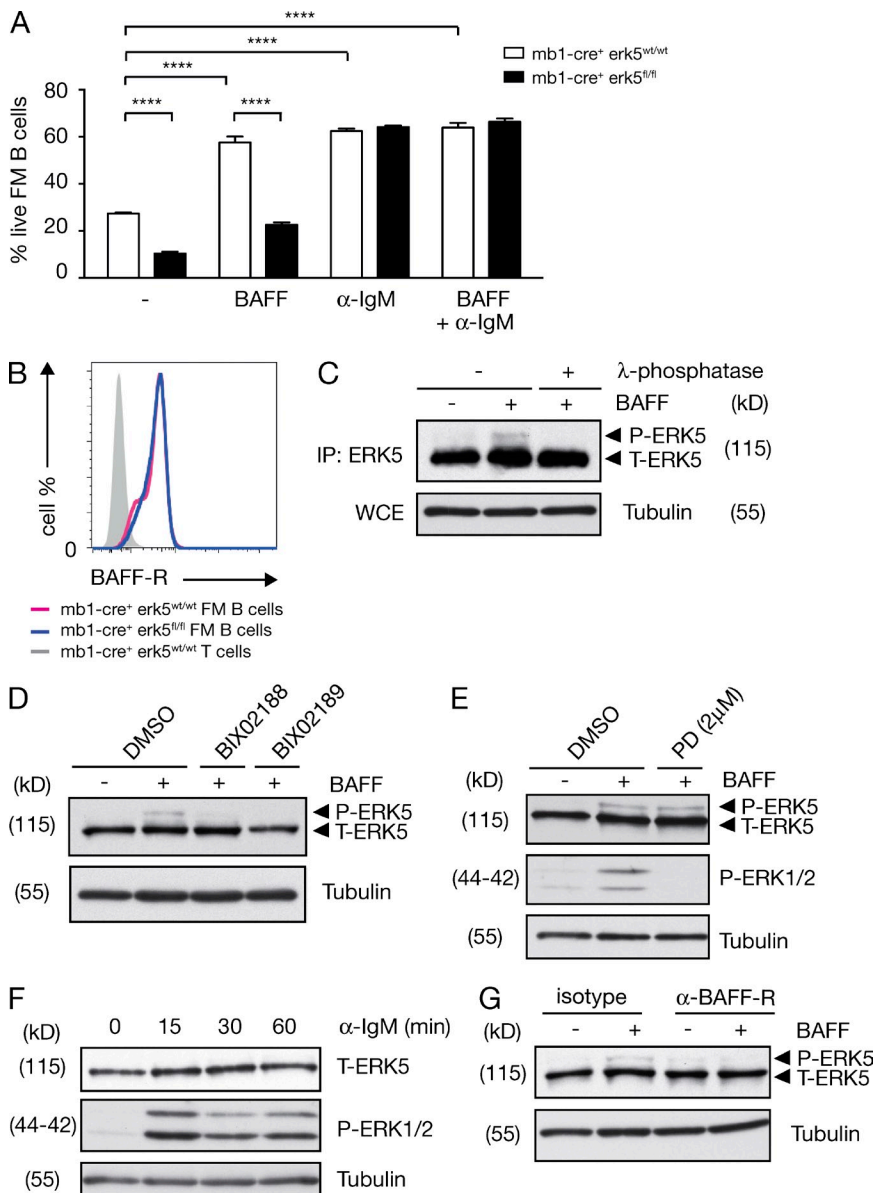 A
****
****
****
****
****
mb1-cre⁺ erk5ʷᵗ/ʷᵗ
mb1-cre⁺ erk5ᶠˡ/ᶠˡ
% live FM B cells
80
60
40
20
0
-
BAFF
α-IgM
BAFF
+ α-IgM
B
cell %
0
BAFF-R
mb1-cre⁺ erk5ʷᵗ/ʷᵗ FM B cells
mb1-cre⁺ erk5ᶠˡ/ᶠˡ FM B cells
mb1-cre⁺ erk5ʷᵗ/ʷᵗ T cells
C
- + λ-phosphatase
- + + BAFF (kD)
IP: ERK5 P-ERK5 (115)
T-ERK5
WCE Tubulin (55)
D
DMSO BIX02188 BIX02189
(kD) - + + + BAFF
(115) P-ERK5
T-ERK5
(55) Tubulin
E
DMSO PD (2μM)
(kD) - + + BAFF
(115) P-ERK5
T-ERK5
(44-42) P-ERK1/2
(55) Tubulin
F
(kD) 0 15 30 60 α-IgM (min)
(115) T-ERK5
(44-42) P-ERK1/2
(55) Tubulin
G
isotype α-BAFF-R
(kD) - + - + BAFF
(115) P-ERK5
T-ERK5
(55) Tubulin